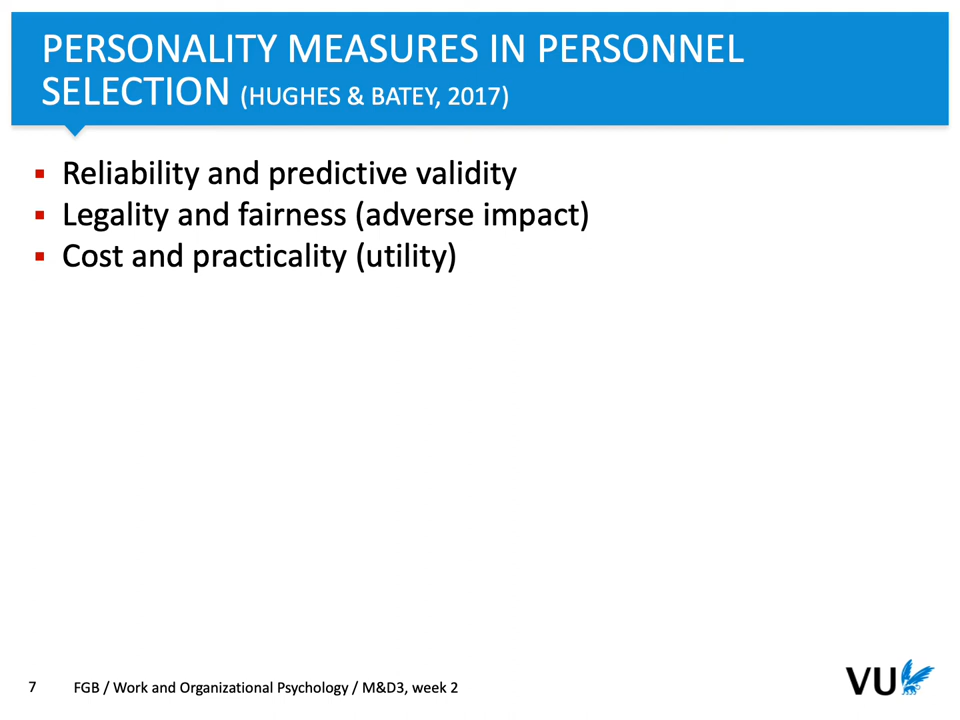 PERSONALITY MEASURES IN PERSONNEL
SELECTION (HUGHES & BATEY, 2017)
▪ Reliability and predictive validity
▪ Legality and fairness (adverse impact)
▪ Cost and practicality (utility)
7 FGB / Work and Organizational Psychology / M&D3, week 2
VU